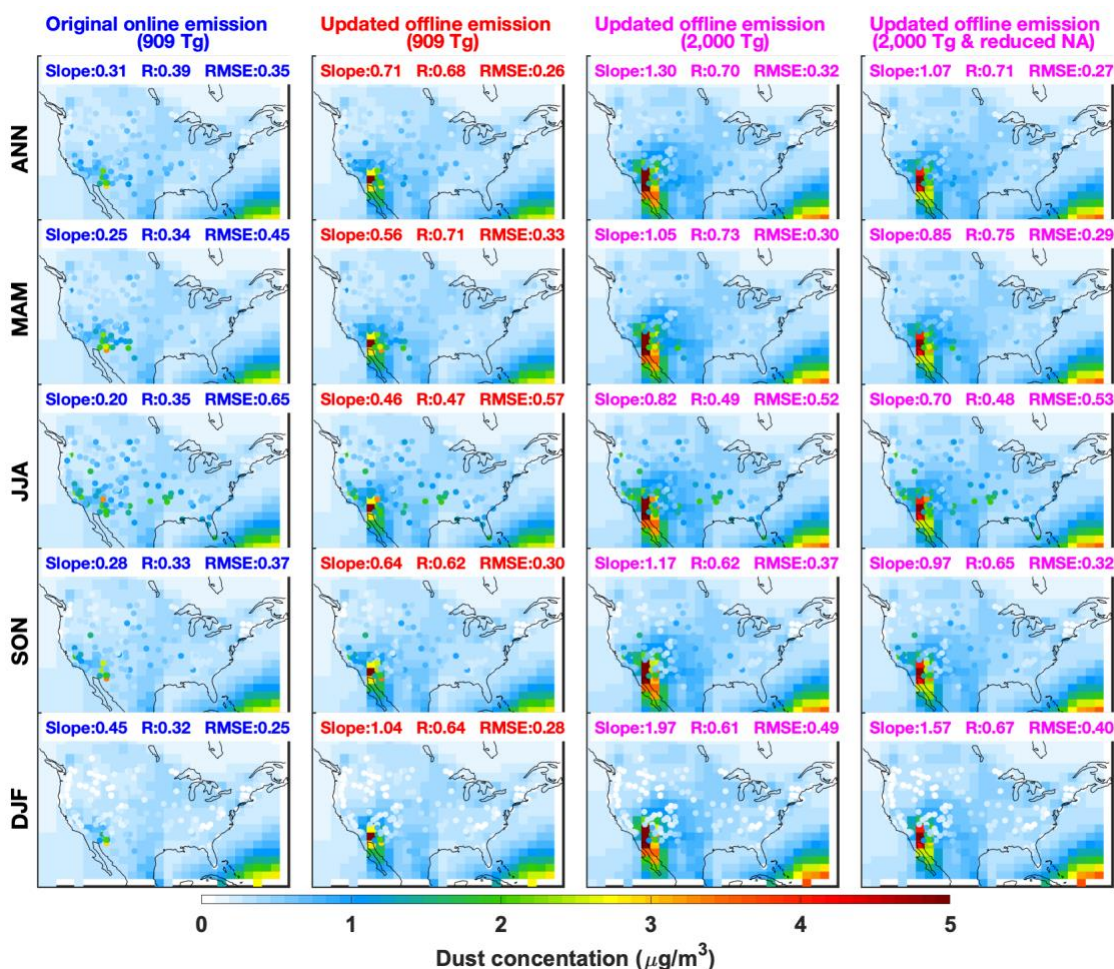 Original online emission (909 Tg)
Updated offline emission (909 Tg)
Updated offline emission (2,000 Tg)
Updated offline emission (2,000 Tg & reduced NA)
ANN
Slope:0.31 R:0.39 RMSE:0.35
Slope:0.71 R:0.68 RMSE:0.26
Slope:1.30 R:0.70 RMSE:0.32
Slope:1.07 R:0.71 RMSE:0.27
MAM
Slope:0.25 R:0.34 RMSE:0.45
Slope:0.56 R:0.71 RMSE:0.33
Slope:1.05 R:0.73 RMSE:0.30
Slope:0.85 R:0.75 RMSE:0.29
JJA
Slope:0.20 R:0.35 RMSE:0.65
Slope:0.46 R:0.47 RMSE:0.57
Slope:0.82 R:0.49 RMSE:0.52
Slope:0.70 R:0.48 RMSE:0.53
SON
Slope:0.28 R:0.33 RMSE:0.37
Slope:0.64 R:0.62 RMSE:0.30
Slope:1.17 R:0.62 RMSE:0.37
Slope:0.97 R:0.65 RMSE:0.32
DJF
Slope:0.45 R:0.32 RMSE:0.25
Slope:1.04 R:0.64 RMSE:0.28
Slope:1.97 R:0.61 RMSE:0.49
Slope:1.57 R:0.67 RMSE:0.40
0 1 2 3 4 5
Dust concentation (μg/m³)